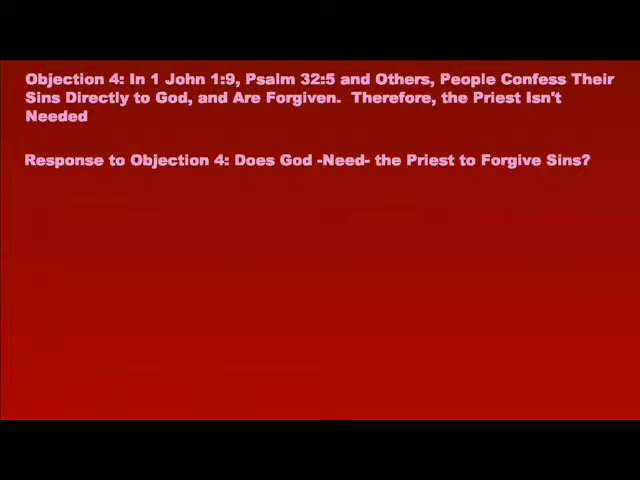 Objection 4: In 1 John 1:9, Psalm 32:5 and Others, People Confess Their
Sins Directly to God, and Are Forgiven.  Therefore, the Priest Isn't
Needed
Response to Objection 4: Does God -Need- the Priest to Forgive Sins?